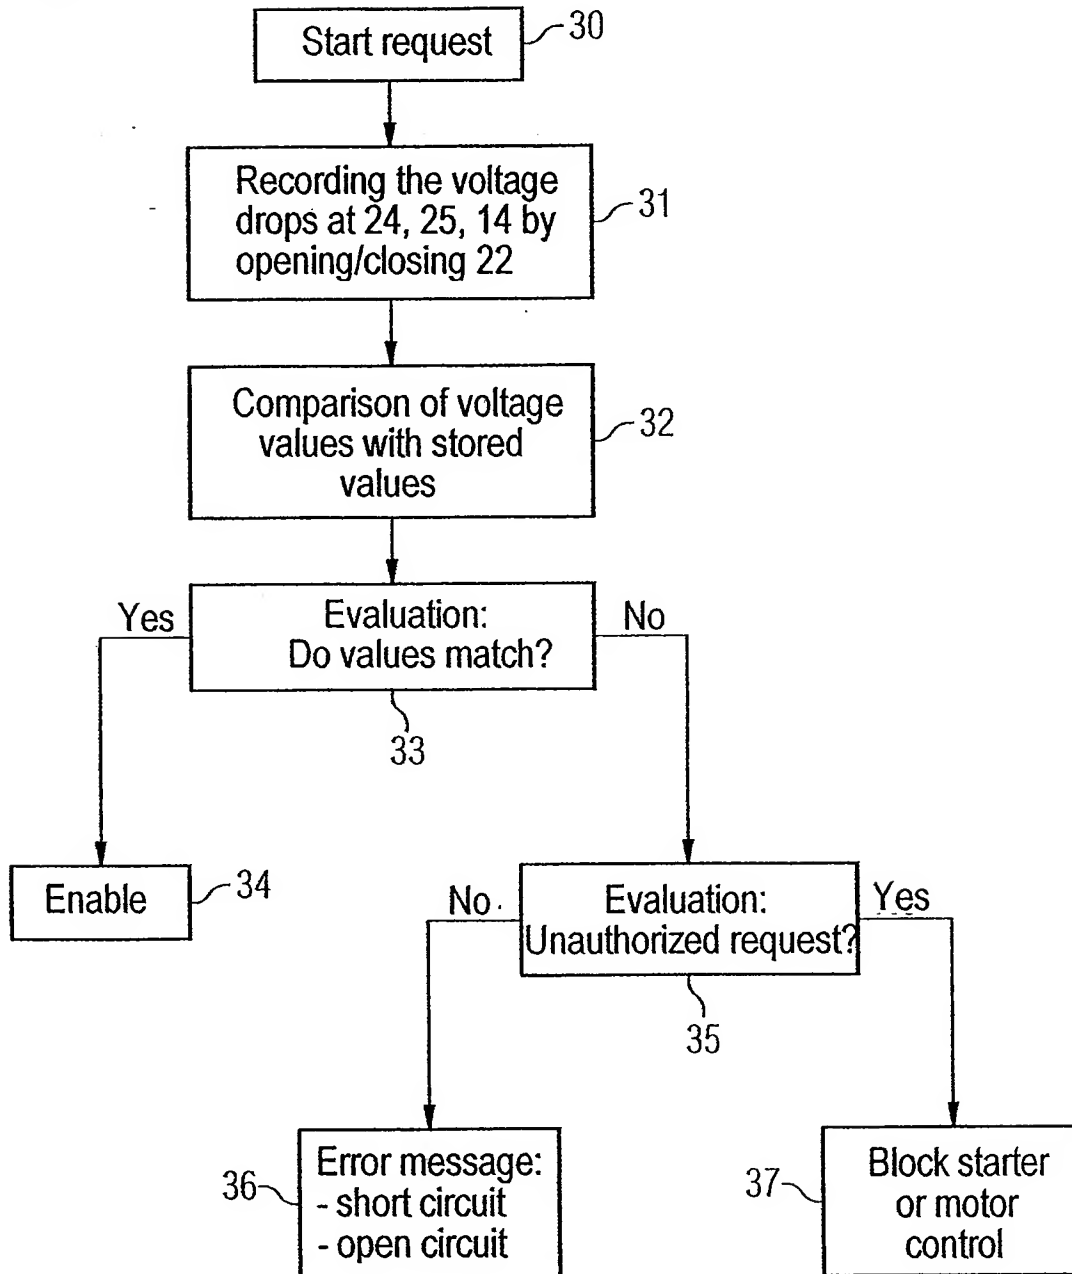 Start request
30
Recording the voltage
drops at 24, 25, 14 by
opening/closing 22
31
Comparison of voltage
values with stored
values
32
Yes
Evaluation:
Do values match?
No
33
Enable
34
No
Evaluation:
Unauthorized request?
Yes
35
36
Error message:
- short circuit
- open circuit
37
Block starter
or motor
control